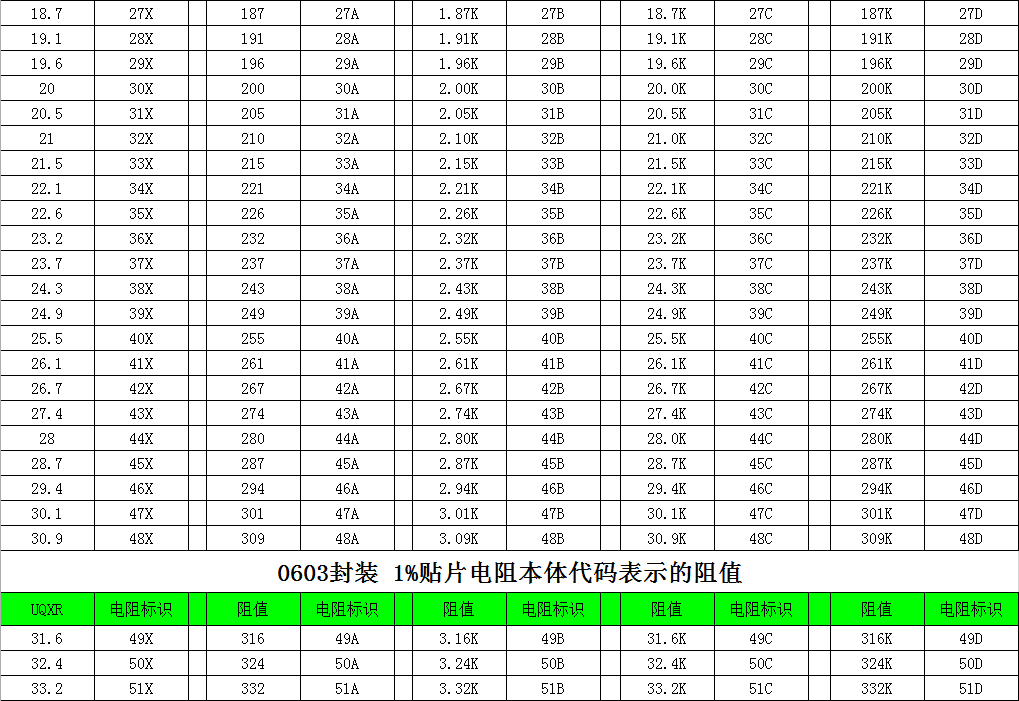 18.7 27X 187 27A 1.87K 27B 18.7K 27C 187K 27D
19.1 28X 191 28A 1.91K 28B 19.1K 28C 191K 28D
19.6 29X 196 29A 1.96K 29B 19.6K 29C 196K 29D
20 30X 200 30A 2.00K 30B 20.0K 30C 200K 30D
20.5 31X 205 31A 2.05K 31B 20.5K 31C 205K 31D
21 32X 210 32A 2.10K 32B 21.0K 32C 210K 32D
21.5 33X 215 33A 2.15K 33B 21.5K 33C 215K 33D
22.1 34X 221 34A 2.21K 34B 22.1K 34C 221K 34D
22.6 35X 226 35A 2.26K 35B 22.6K 35C 226K 35D
23.2 36X 232 36A 2.32K 36B 23.2K 36C 232K 36D
23.7 37X 237 37A 2.37K 37B 23.7K 37C 237K 37D
24.3 38X 243 38A 2.43K 38B 24.3K 38C 243K 38D
24.9 39X 249 39A 2.49K 39B 24.9K 39C 249K 39D
25.5 40X 255 40A 2.55K 40B 25.5K 40C 255K 40D
26.1 41X 261 41A 2.61K 41B 26.1K 41C 261K 41D
26.7 42X 267 42A 2.67K 42B 26.7K 42C 267K 42D
27.4 43X 274 43A 2.74K 43B 27.4K 43C 274K 43D
28 44X 280 44A 2.80K 44B 28.0K 44C 280K 44D
28.7 45X 287 45A 2.87K 45B 28.7K 45C 287K 45D
29.4 46X 294 46A 2.94K 46B 29.4K 46C 294K 46D
30.1 47X 301 47A 3.01K 47B 30.1K 47C 301K 47D
30.9 48X 309 48A 3.09K 48B 30.9K 48C 309K 48D
0603封装 1%贴片电阻本体代码表示的阻值
UQXR 电阻标识 阻值 电阻标识 阻值 电阻标识 阻值 电阻标识 阻值 电阻标识
31.6 49X 316 49A 3.16K 49B 31.6K 49C 316K 49D
32.4 50X 324 50A 3.24K 50B 32.4K 50C 324K 50D
33.2 51X 332 51A 3.32K 51B 33.2K 51C 332K 51D